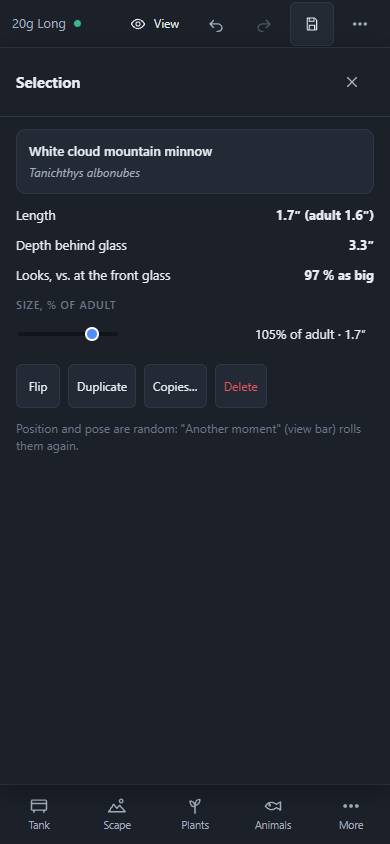 20g Long
View
Selection
White cloud mountain minnow
Tanichthys albonubes
Length 1.7″ (adult 1.6″)
Depth behind glass 3.3″
Looks, vs. at the front glass 97 % as big
SIZE, % OF ADULT
105% of adult · 1.7″
Flip Duplicate Copies... Delete
Position and pose are random: "Another moment" (view bar) rolls
them again.
Tank Scape Plants Animals More